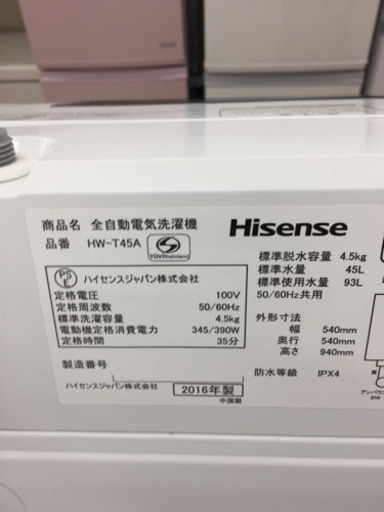 商品名 全自動電気洗濯機
品番 HW-T45A
TÜVRheinland
Hisense
PS
E
ハイセンスジャパン株式会社
定格電圧 100V
定格周波数 50/60Hz
標準洗濯容量 4.5kg
電動機定格消費電力 345/390W
定格時間 35分
製造番号
ハイセンスジャパン株式会社 2016年製
中国製
標準脱水容量 4.5kg
標準水量 45L
標準使用水量 93L
50/60Hz共用
外形寸法
幅 540mm
奥行 540mm
高さ 940mm
防水等級 IPX4